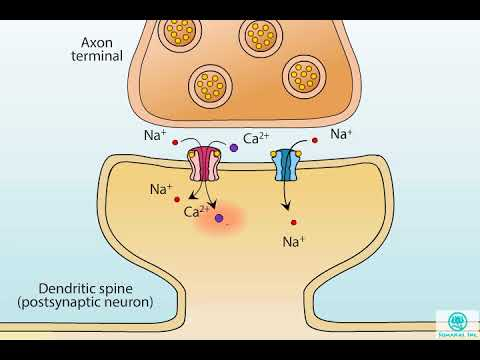 Axon
terminal
Na⁺
Ca²⁺
Na⁺
Na⁺
Ca²⁺
Na⁺
Dendritic spine
(postsynaptic neuron)